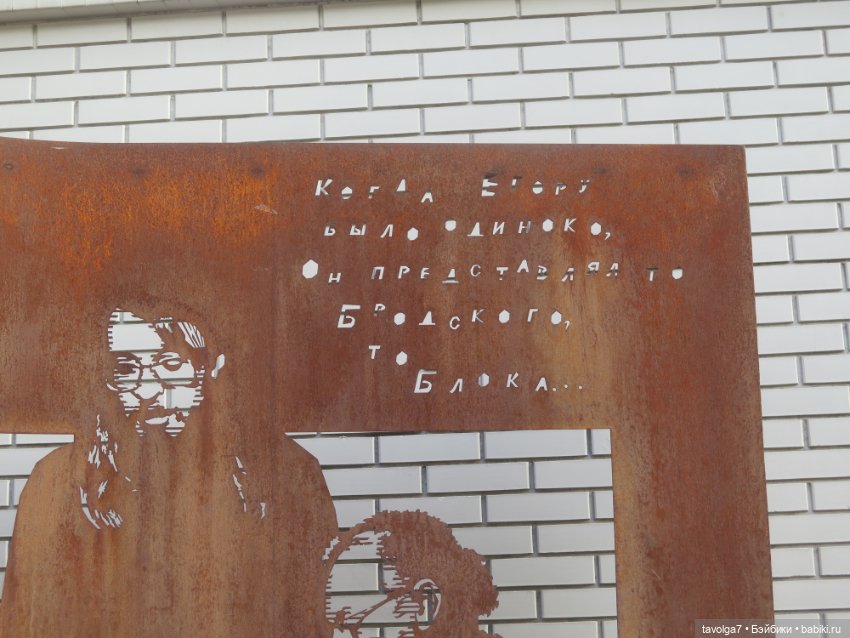 Когда Егору
было одиноко,
Он представлял то
Бродского,
то
Блока...
tavolga7 • Бэйбики • babiki.ru